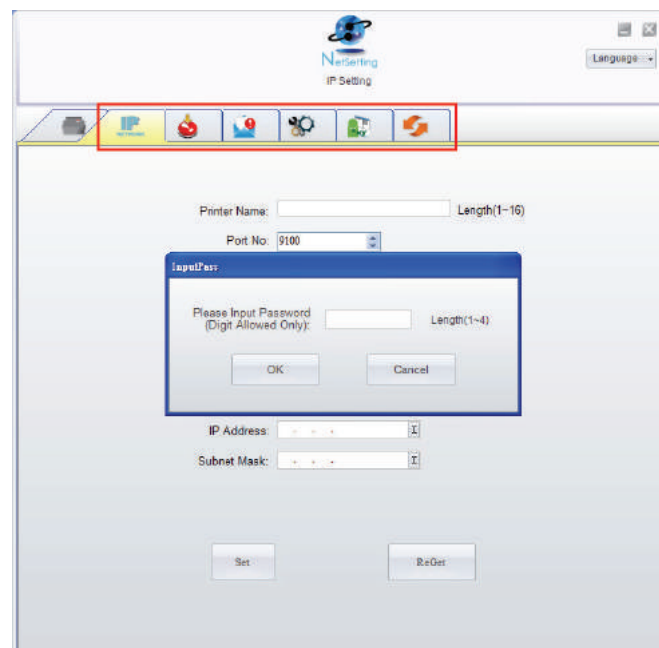 NetSetting
IP Setting
Language
IP
Printer Name:
Length(1~16)
Port No: 9100
InputPass
Please Input Password
(Digit Allowed Only):
Length(1~4)
OK
Cancel
IP Address:
Subnet Mask:
Set
ReGet